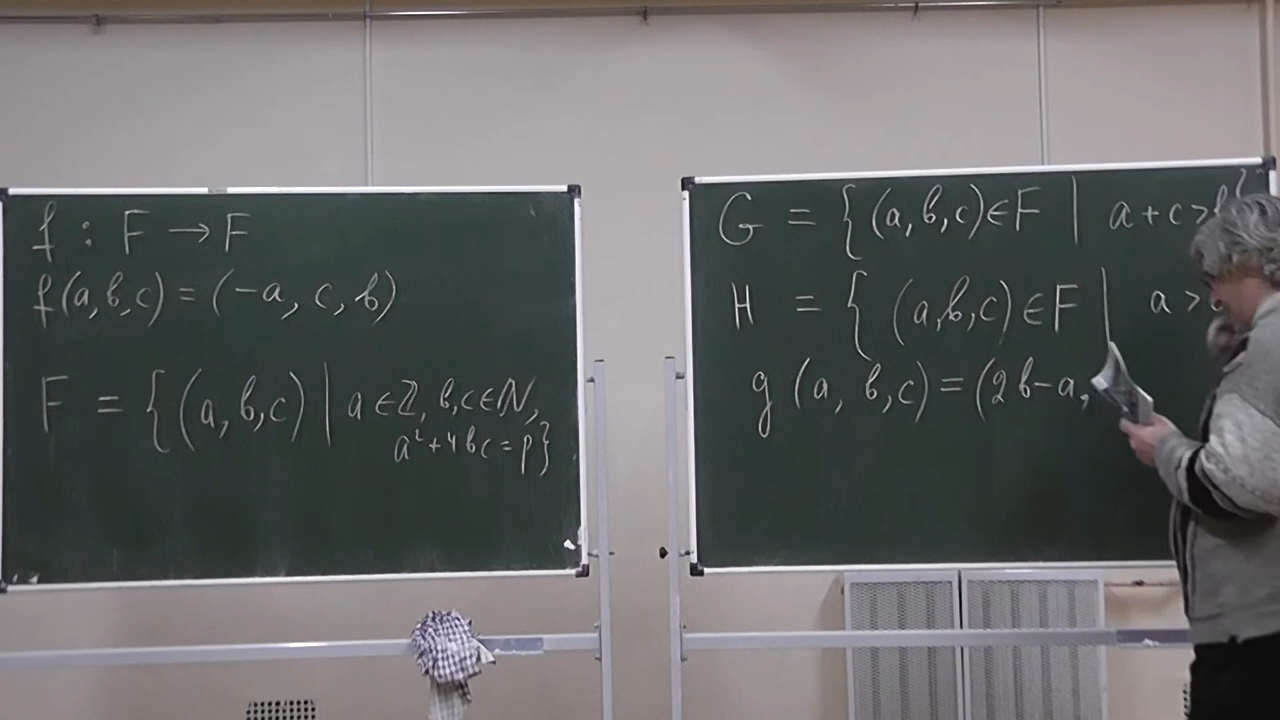 f : F → F
f(a,b,c) = (-a, c, b)
F = {(a,b,c) | a ∈ ℤ, b,c ∈ ℕ,
a² + 4bc = p}
G = {(a,b,c) ∈ F | a + c > b}
H = {(a,b,c) ∈ F | a >
g (a, b,c) = (2b-a,